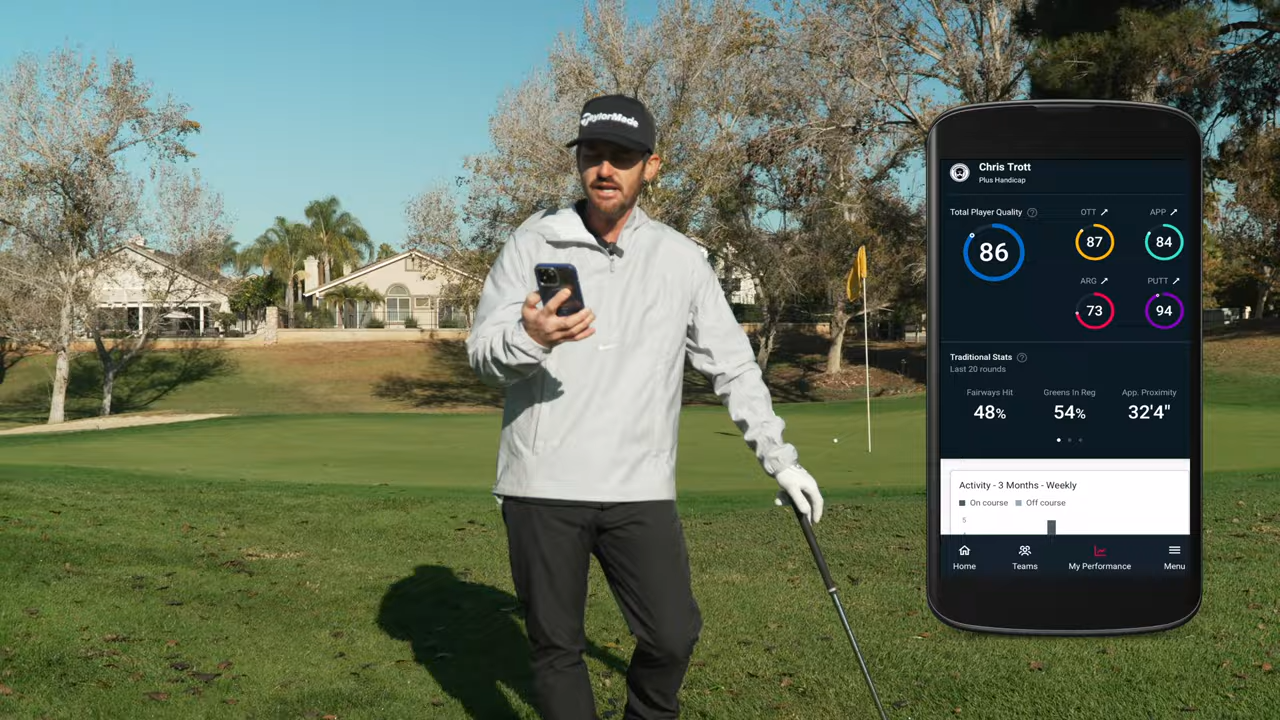 TaylorMade
Chris Trott
Plus Handicap
Total Player Quality ?
86
OTT
87
APP
84
ARG
73
PUTT
94
Traditional Stats ?
Last 20 rounds
Fairways Hit
48%
Greens In Reg
54%
App. Proximity
32'4"
Activity - 3 Months - Weekly
On course
Off course
5
Home
Teams
My Performance
Menu